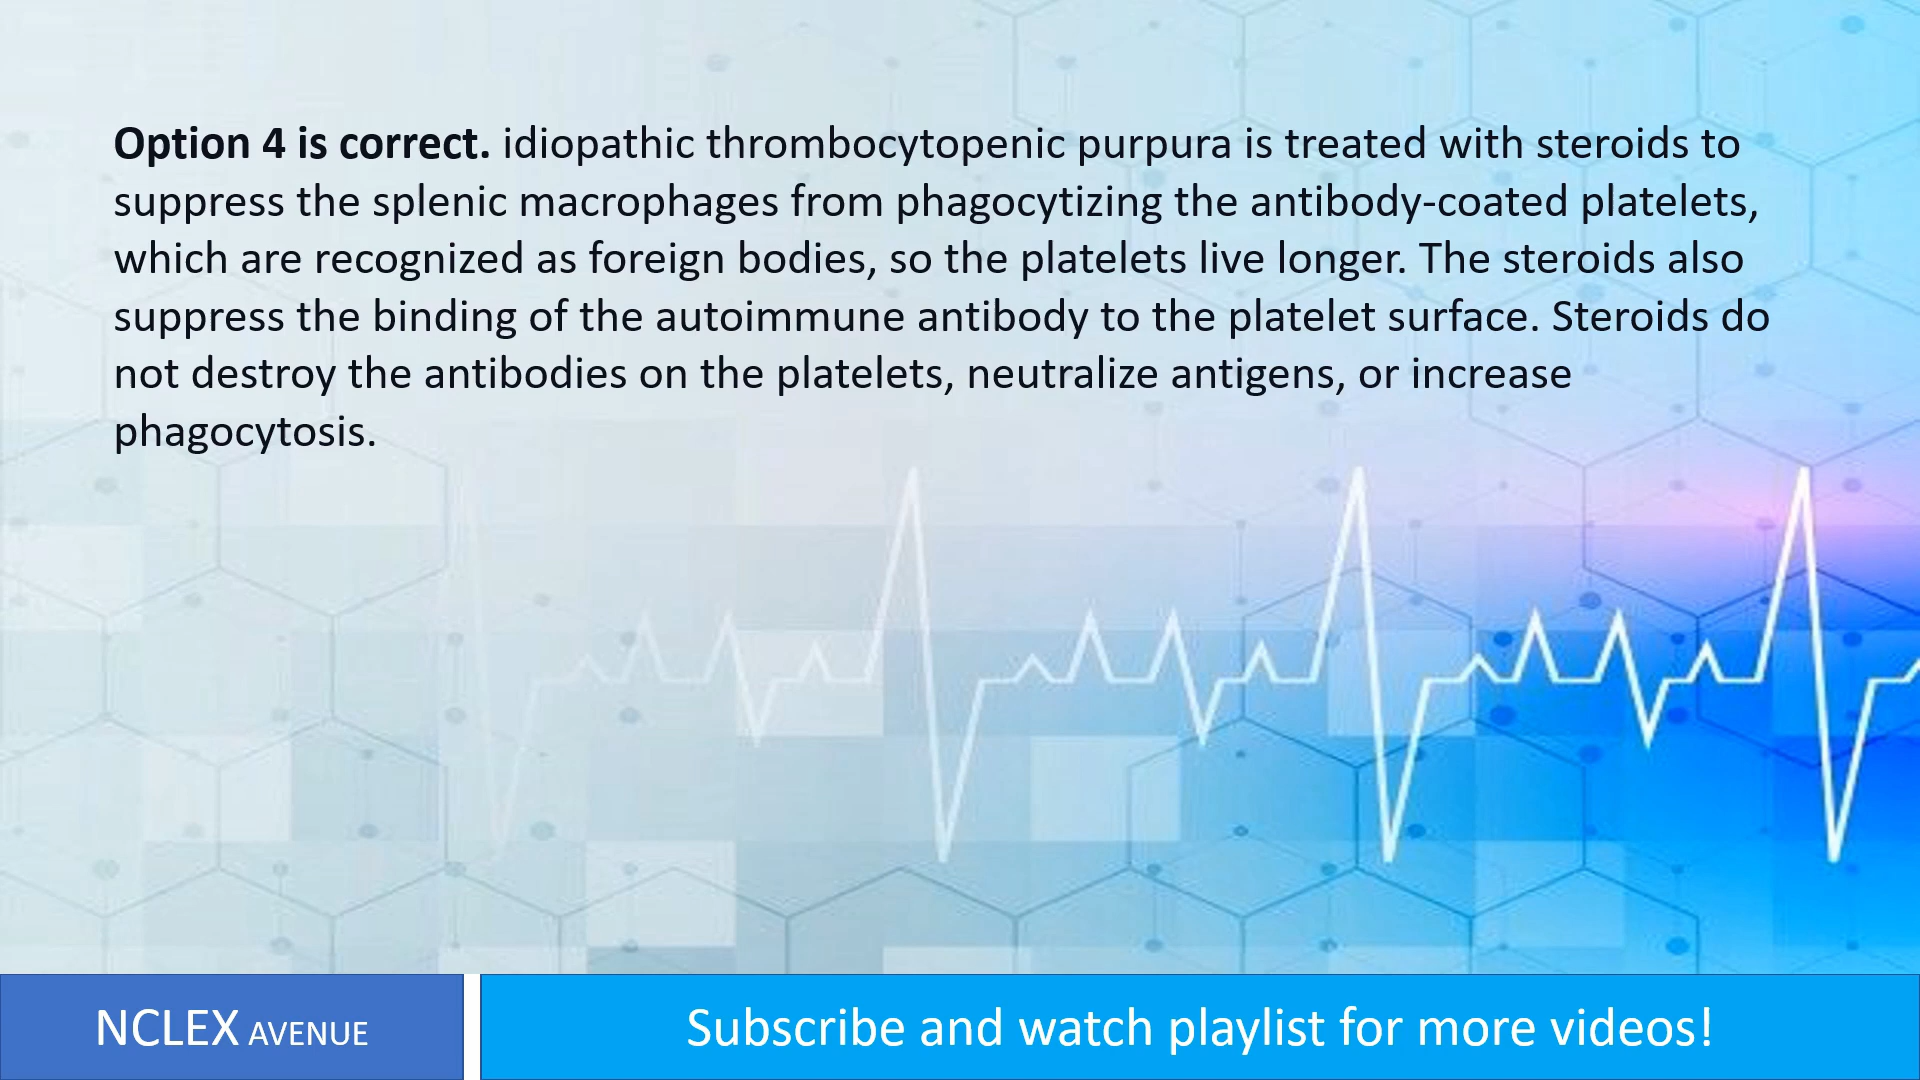 Option 4 is correct. idiopathic thrombocytopenic purpura is treated with steroids to
suppress the splenic macrophages from phagocytizing the antibody-coated platelets,
which are recognized as foreign bodies, so the platelets live longer. The steroids also
suppress the binding of the autoimmune antibody to the platelet surface. Steroids do
not destroy the antibodies on the platelets, neutralize antigens, or increase
phagocytosis.
NCLEX AVENUE
Subscribe and watch playlist for more videos!